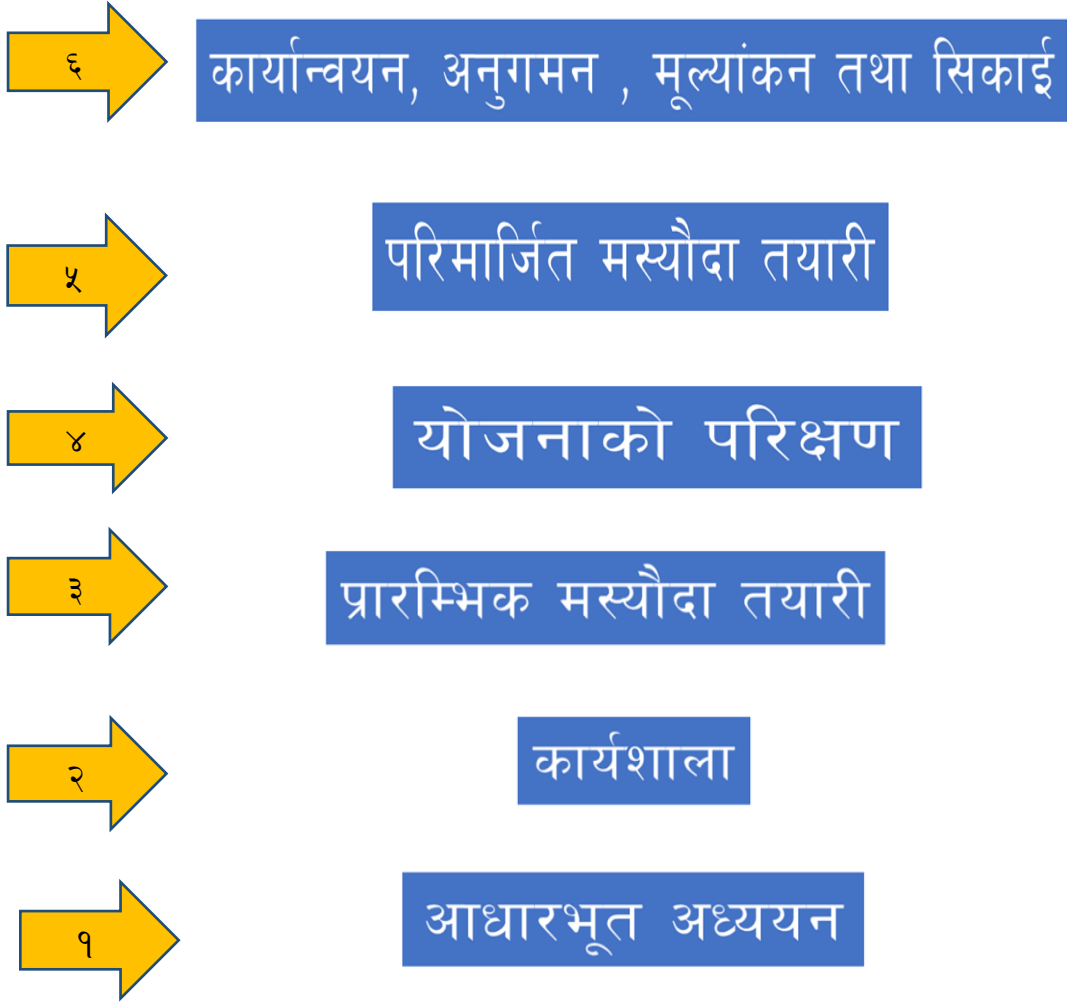 ६
कार्यान्वयन, अनुगमन , मूल्यांकन तथा सिकाई
५
परिमार्जित मस्यौदा तयारी
४
योजनाको परिक्षण
३
प्रारम्भिक मस्यौदा तयारी
२
कार्यशाला
१
आधारभूत अध्ययन